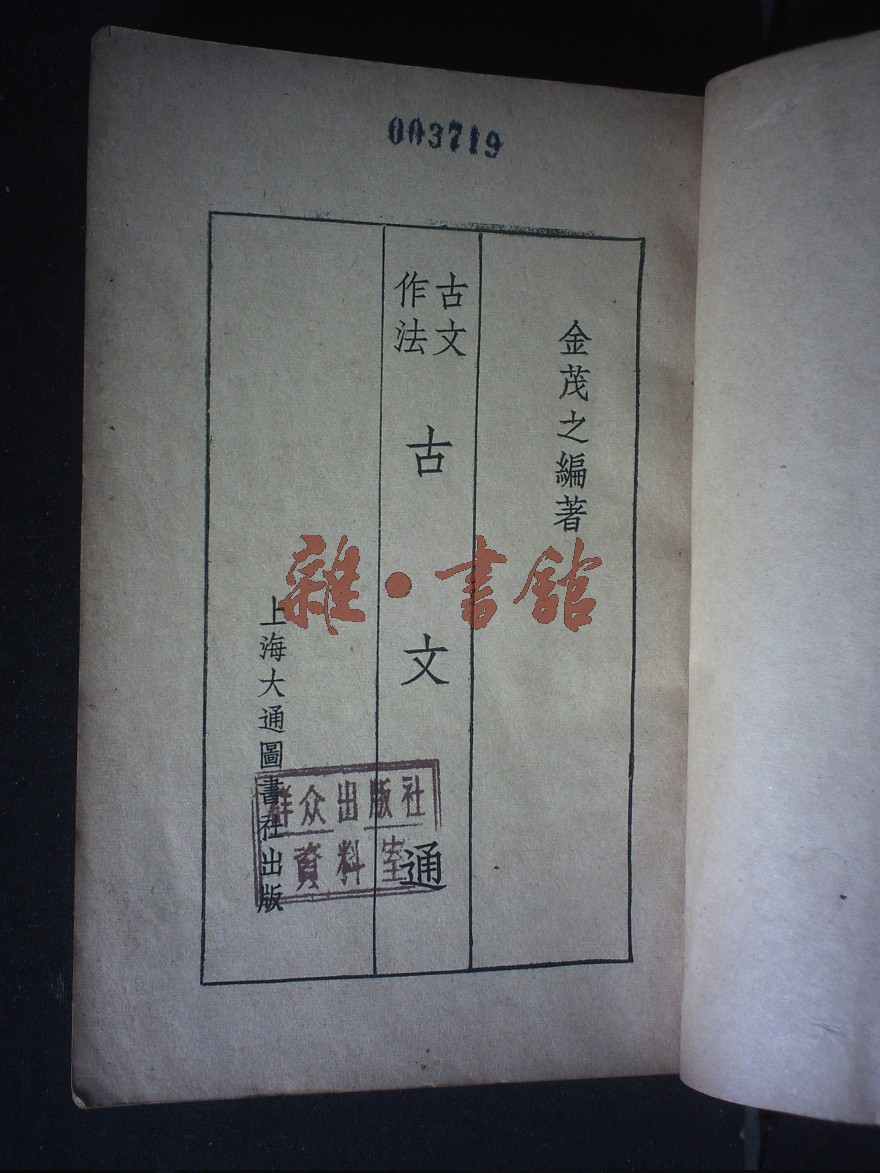 003719
金茂之編著
古文
作法
古文通
上海大通圖書社出版
群众出版社
資料室
雜·書館